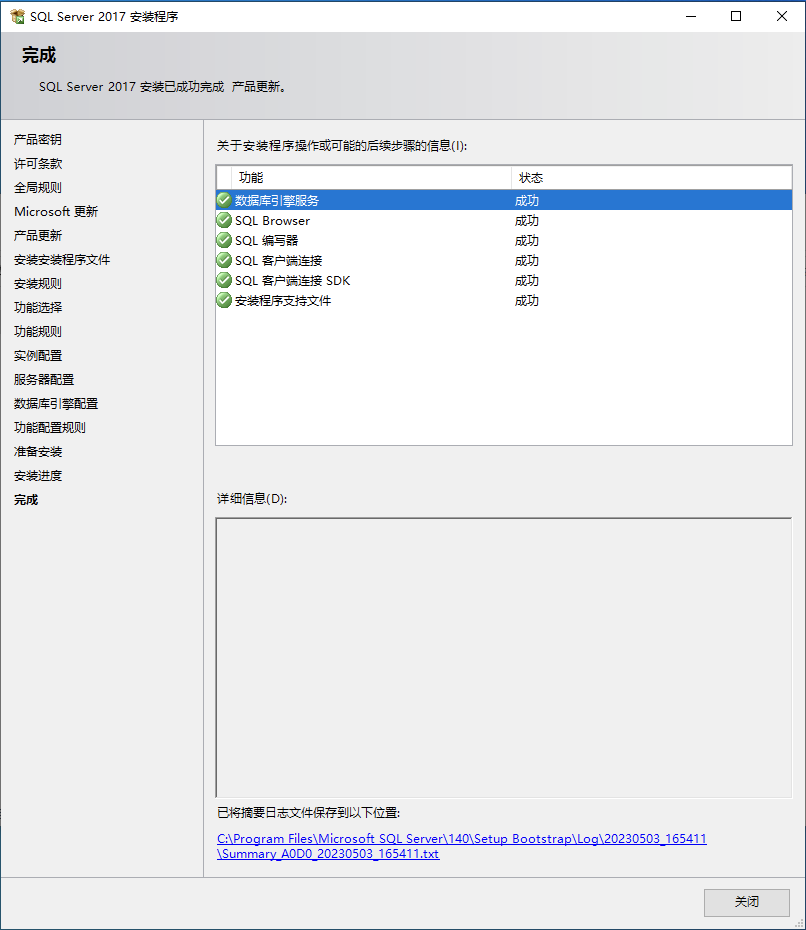 SQL Server 2017 安装程序
完成
SQL Server 2017 安装已成功完成 产品更新。
产品密钥
许可条款
全局规则
Microsoft 更新
产品更新
安装安装程序文件
安装规则
功能选择
功能规则
实例配置
服务器配置
数据库引擎配置
功能配置规则
准备安装
安装进度
完成
关于安装程序操作或可能的后续步骤的信息(I):
功能 状态
数据库引擎服务 成功
SQL Browser 成功
SQL 编写器 成功
SQL 客户端连接 成功
SQL 客户端连接 SDK 成功
安装程序支持文件 成功
详细信息(D):
已将摘要日志文件保存到以下位置:
C:\Program Files\Microsoft SQL Server\140\Setup Bootstrap\Log\20230503_165411
\Summary_A0D0_20230503_165411.txt
关闭